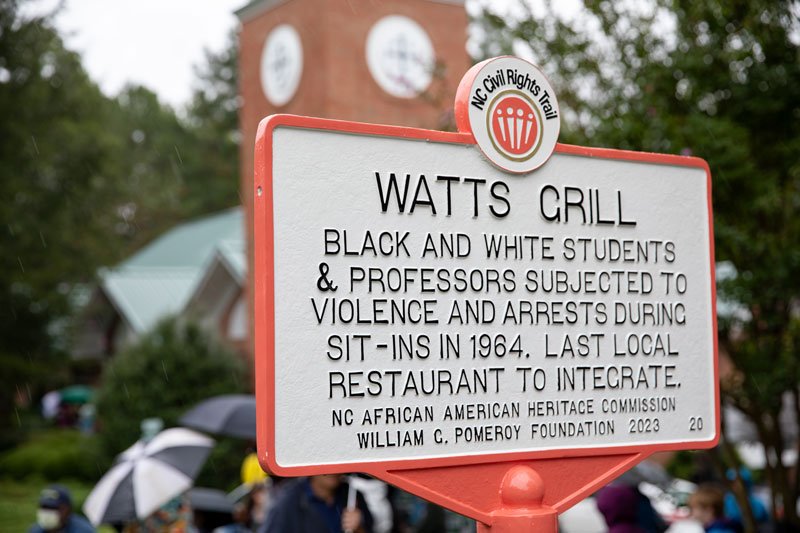 NC Civil Rights Trail
WATTS GRILL
BLACK AND WHITE STUDENTS
& PROFESSORS SUBJECTED TO
VIOLENCE AND ARRESTS DURING
SIT-INS IN 1964. LAST LOCAL
RESTAURANT TO INTEGRATE.
NC AFRICAN AMERICAN HERITAGE COMMISSION
WILLIAM G. POMEROY FOUNDATION 2023 20